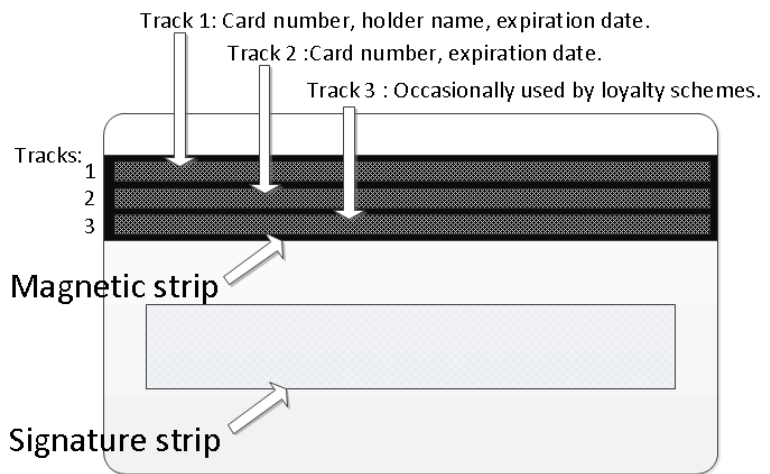 Track 1: Card number, holder name, expiration date.
Track 2 :Card number, expiration date.
Track 3 : Occasionally used by loyalty schemes.
Tracks:
1
2
3
Magnetic strip
Signature strip